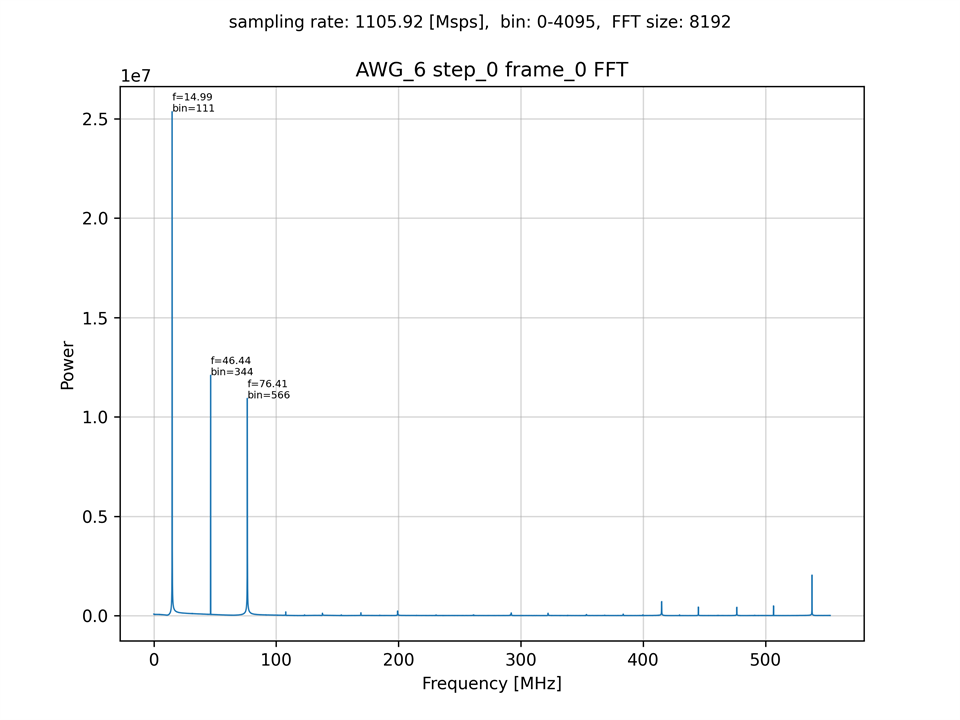 sampling rate: 1105.92 [Msps],  bin: 0-4095,  FFT size: 8192
AWG_6 step_0 frame_0 FFT
1e7
f=14.99
bin=111
2.5
2.0
1.5
f=46.44
bin=344
f=76.41
bin=566
1.0
0.5
0.0
Power
0 100 200 300 400 500
Frequency [MHz]